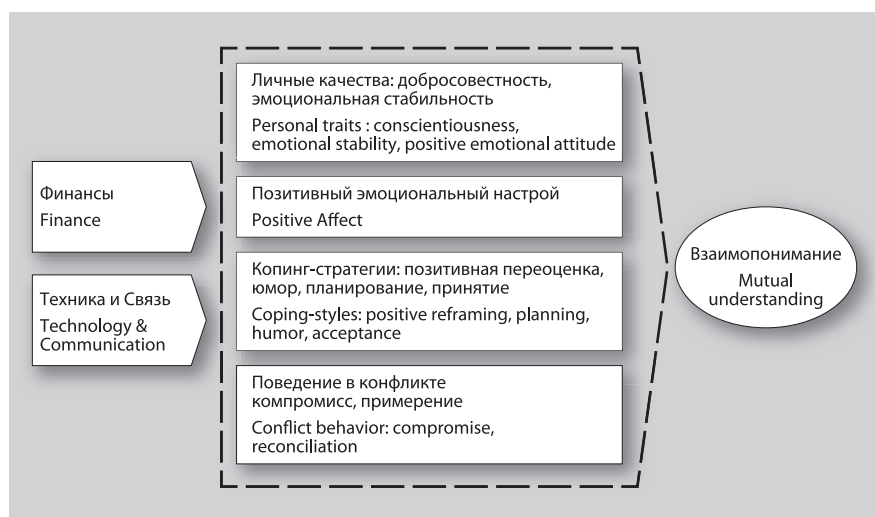 Финансы
Finance
Техника и Связь
Technology &
Communication
Личные качества: добросовестность,
эмоциональная стабильность
Personal traits : conscientiousness,
emotional stability, positive emotional attitude
Позитивный эмоциональный настрой
Positive Affect
Копинг-стратегии: позитивная переоценка,
юмор, планирование, принятие
Coping-styles: positive reframing, planning,
humor, acceptance
Поведение в конфликте
компромисс, примерение
Conflict behavior: compromise,
reconciliation
Взаимопонимание
Mutual
understanding